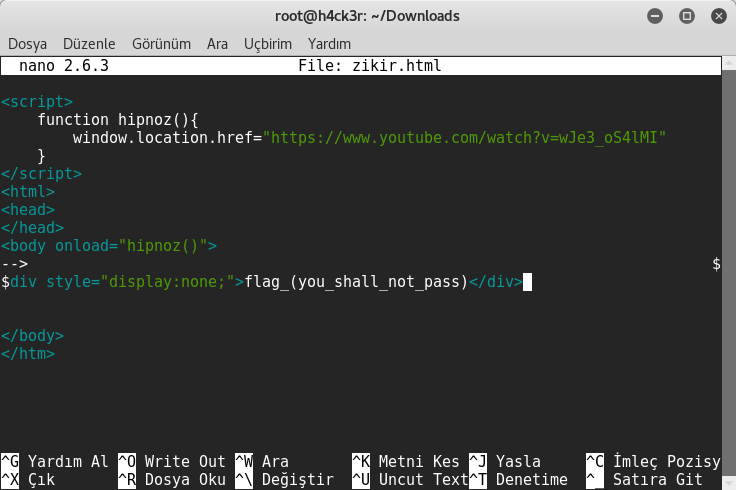 root@h4ck3r: ~/Downloads
Dosya Düzenle Görünüm Ara Uçbirim Yardım
nano 2.6.3 File: zikir.html
<script>
function hipnoz(){
window.location.href="https://www.youtube.com/watch?v=wJe3_oS4lMI"
}
</script>
<html>
<head>
</head>
<body onload="hipnoz()">
--> $
$div style="display:none;">flag_(you_shall_not_pass)</div>
</body>
</htm>
^G Yardım Al ^O Write Out ^W Ara ^K Metni Kes ^J Yasla ^C İmleç Pozisy
^X Çık ^R Dosya Oku ^\ Değiştir ^U Uncut Text ^T Denetime ^_ Satıra Git